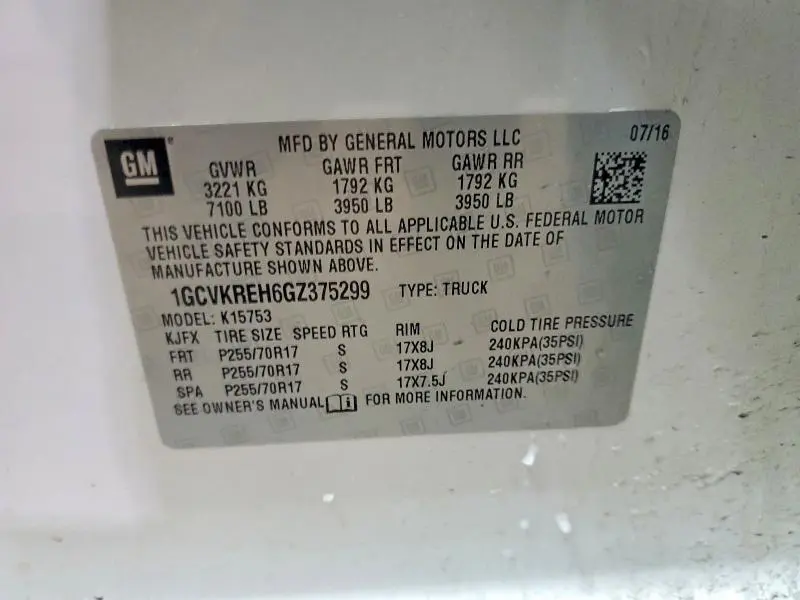 GM
MFD BY GENERAL MOTORS LLC 07/16
GVWR GAWR FRT GAWR RR
3221 KG 1792 KG 1792 KG
7100 LB 3950 LB 3950 LB
THIS VEHICLE CONFORMS TO ALL APPLICABLE U.S. FEDERAL MOTOR
VEHICLE SAFETY STANDARDS IN EFFECT ON THE DATE OF
MANUFACTURE SHOWN ABOVE.
1GCVKREH6GZ375299 TYPE: TRUCK
MODEL: K15753
KJFX TIRE SIZE SPEED RTG RIM COLD TIRE PRESSURE
FRT P255/70R17 S 17X8J 240KPA(35PSI)
RR P255/70R17 S 17X8J 240KPA(35PSI)
SPA P255/70R17 S 17X7.5J 240KPA(35PSI)
SEE OWNER'S MANUAL FOR MORE INFORMATION.